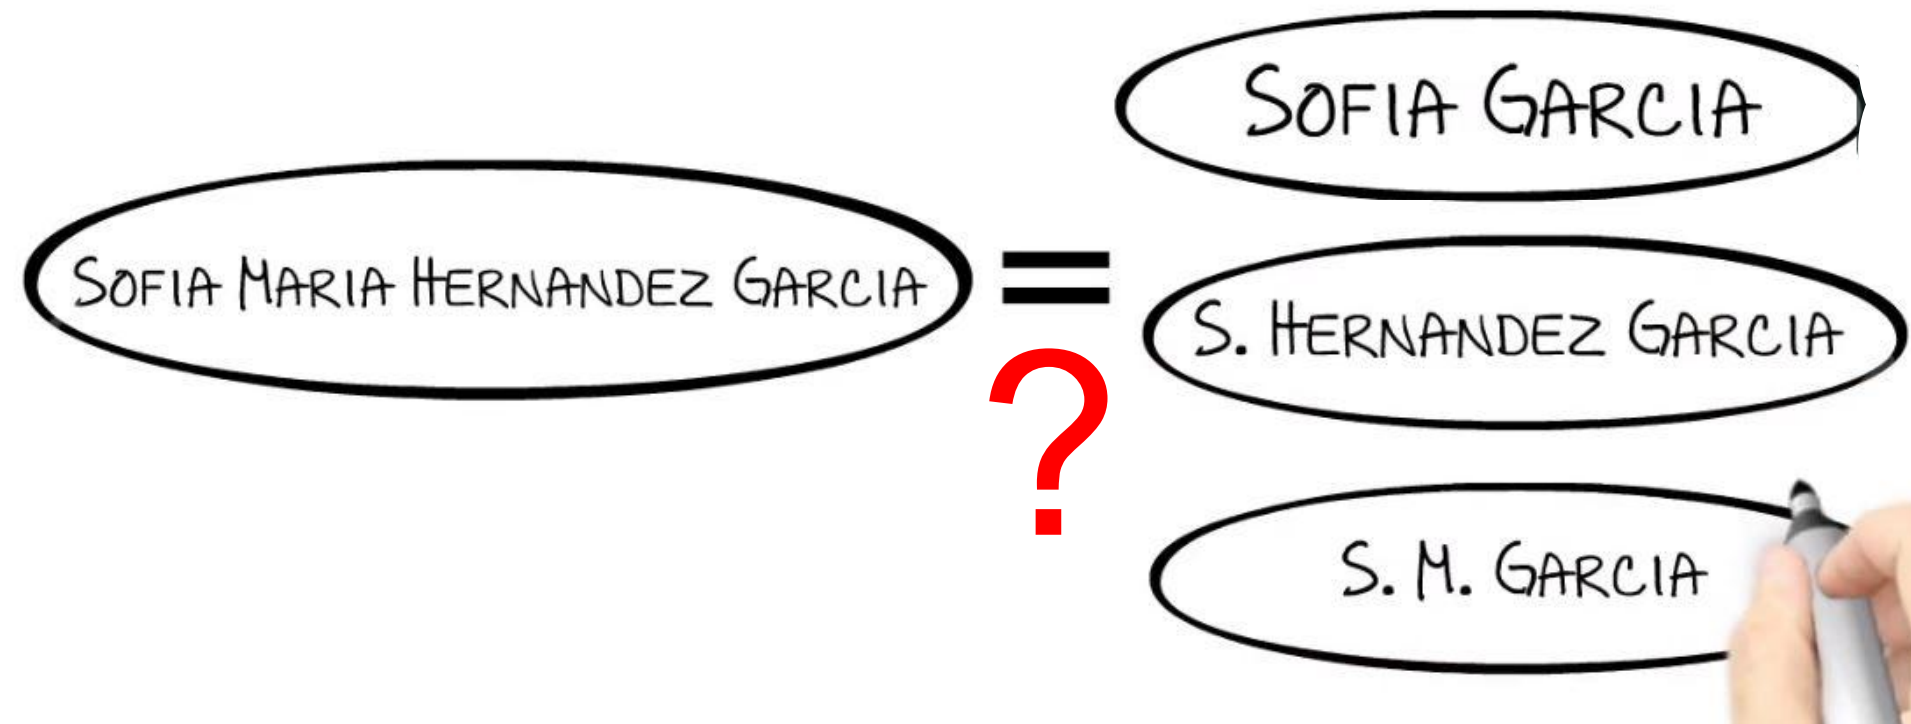 SOFIA MARIA HERNANDEZ GARCIA
=
?
SOFIA GARCIA
S. HERNANDEZ GARCIA
S. M. GARCIA